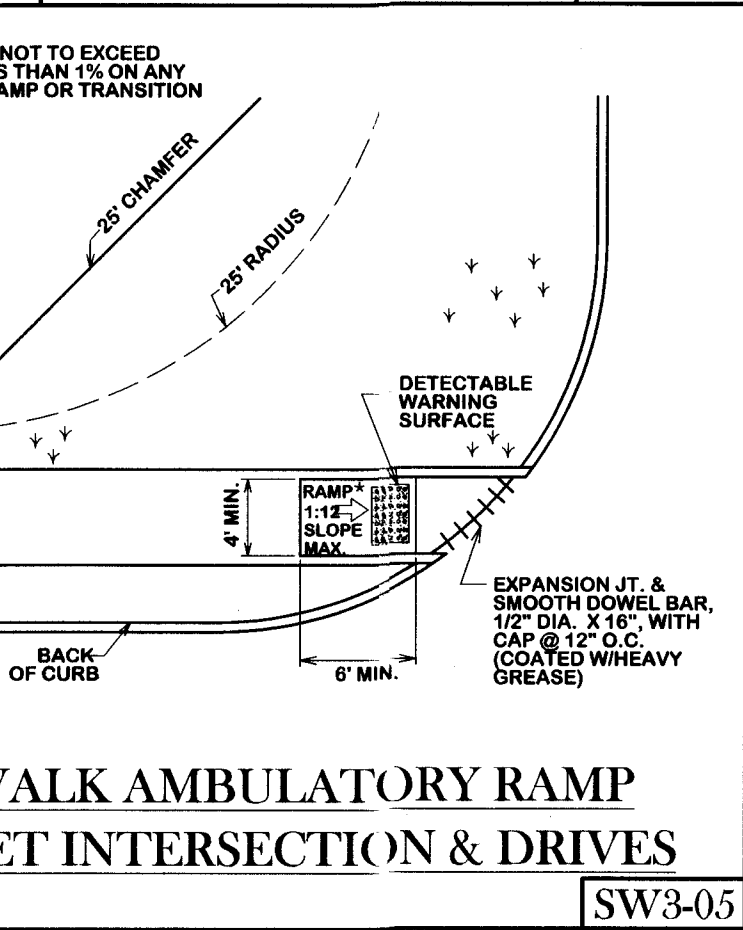 NOT TO EXCEED
S THAN 1% ON ANY
AMP OR TRANSITION
25' CHAMFER
25' RADIUS
DETECTABLE
WARNING
SURFACE
4' MIN.
RAMP*
1:12
SLOPE
MAX.
EXPANSION JT. &
SMOOTH DOWEL BAR,
1/2" DIA. X 16", WITH
CAP @ 12" O.C.
(COATED W/HEAVY
GREASE)
BACK
OF CURB
6' MIN.
WALK AMBULATORY RAMP
ET INTERSECTION & DRIVES
SW3-05